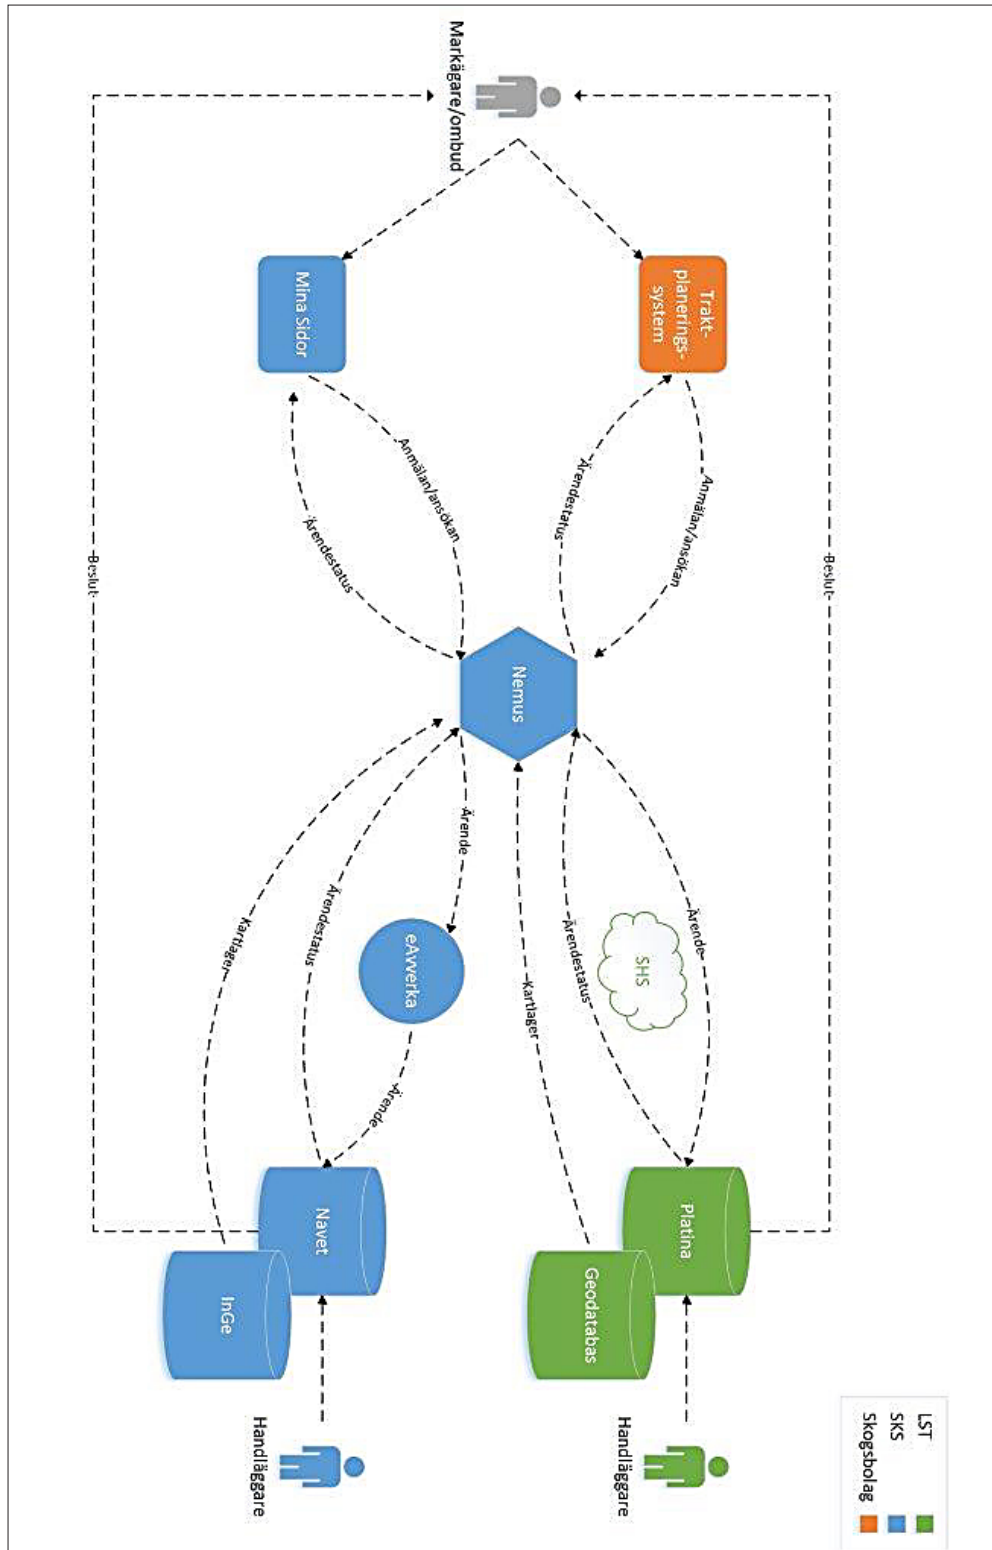 LST
SKS
Skogsbolag
Beslut
Trakt-
planerings-
system
Anmälan/ansökan
Ärendestatus
Ärende
SHS
Ärendestatus
Platina
Geodatabas
Handläggare
Kartlager
Nemus
Markägare/ombud
Ärende
eAvverka
Ärende
Anmälan/ansökan
Ärendestatus
Mina Sidor
Ärendestatus
Navet
Kartlager
InGe
Handläggare
Beslut